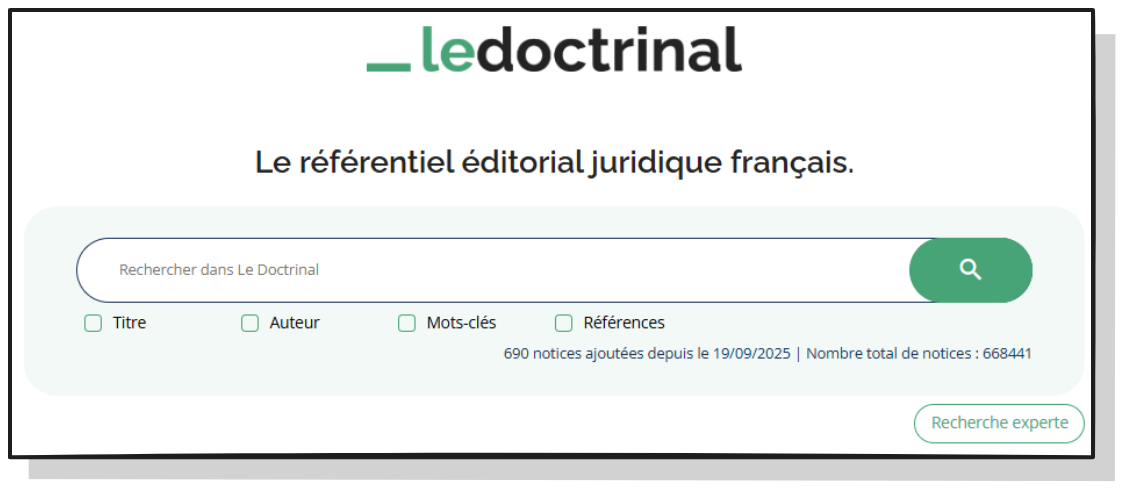 ledoctrinal
Le référentiel éditorial juridique français.
Rechercher dans Le Doctrinal
Titre Auteur Mots-clés Références
690 notices ajoutées depuis le 19/09/2025 | Nombre total de notices : 668441
Recherche experte